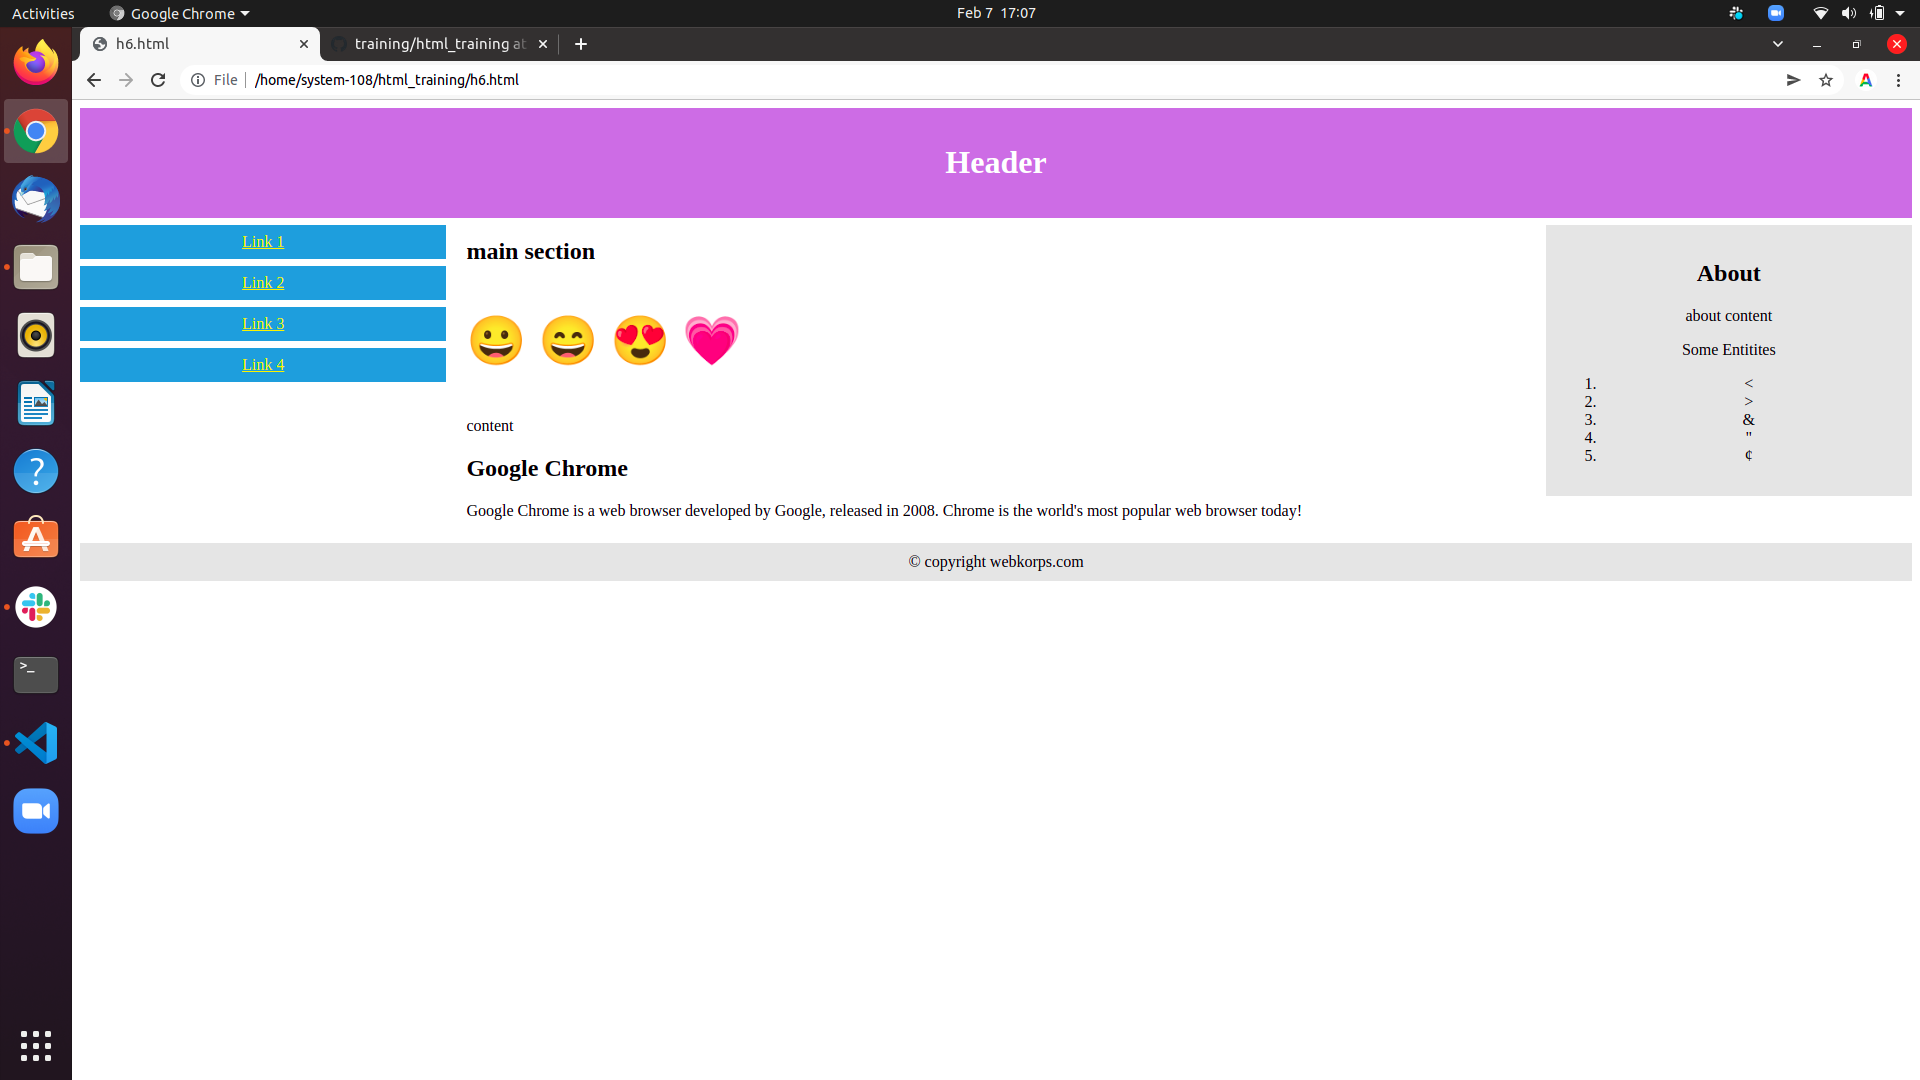 Activities
Google Chrome
Feb 7 17:07
h6.html
training/html_training at
File
/home/system-108/html_training/h6.html
Header
Link 1
Link 2
Link 3
Link 4
main section
content
Google Chrome
Google Chrome is a web browser developed by Google, released in 2008. Chrome is the world's most popular web browser today!
About
about content
Some Entitites
1. <
2. >
3. &
4. "
5. ¢
© copyright webkorps.com